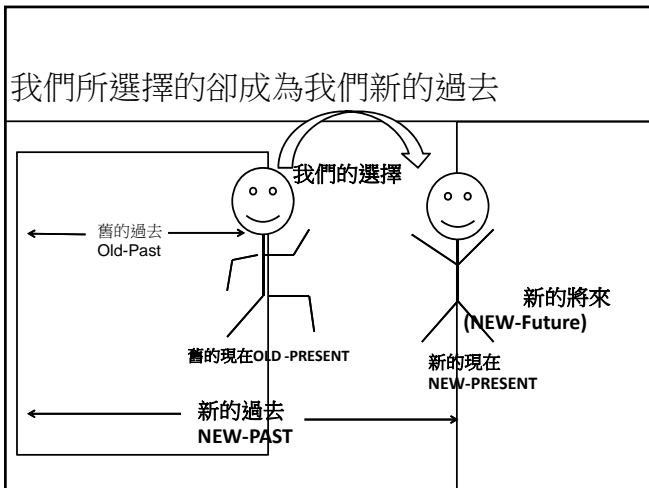 我們所選擇的卻成為我們新的過去
我們的選擇
舊的過去
Old-Past
新的將來
(NEW-Future)
舊的現在OLD -PRESENT
新的現在
NEW-PRESENT
新的過去
NEW-PAST